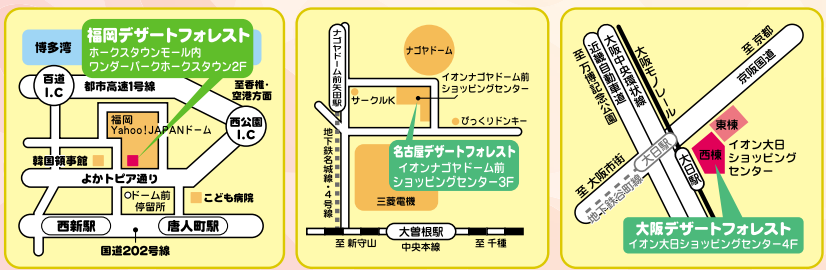 福岡デザートフォレスト
ホークスタウンモール内
ワンダーパークホークスタウン2F
博多湾
百道
I.C
都市高速1号線
至香椎・
空港方面
福岡
Yahoo!JAPANドーム
西公園
I.C
韓国領事館
よかトピア通り
○ドーム前
停留所
こども病院
西新駅
唐人町駅
国道202号線
ナゴヤドーム前矢田駅
ナゴヤドーム
イオンナゴヤドーム前
ショッピングセンター
サークルK
びっくりドンキー
地下鉄名城線・4号線
名古屋デザートフォレスト
イオンナゴヤドーム前
ショッピングセンター3F
三菱電機
大曽根駅
至 新守山
中央本線
至 千種
至 万博記念公園
近畿自動車道
大阪中央環状線
大阪モノレール
至 京都
京阪国道
東棟
西棟
イオン大日
ショッピング
センター
大日駅
大日駅
至 大阪市街
地下鉄谷町線
大阪デザートフォレスト
イオン大日ショッピングセンター4F